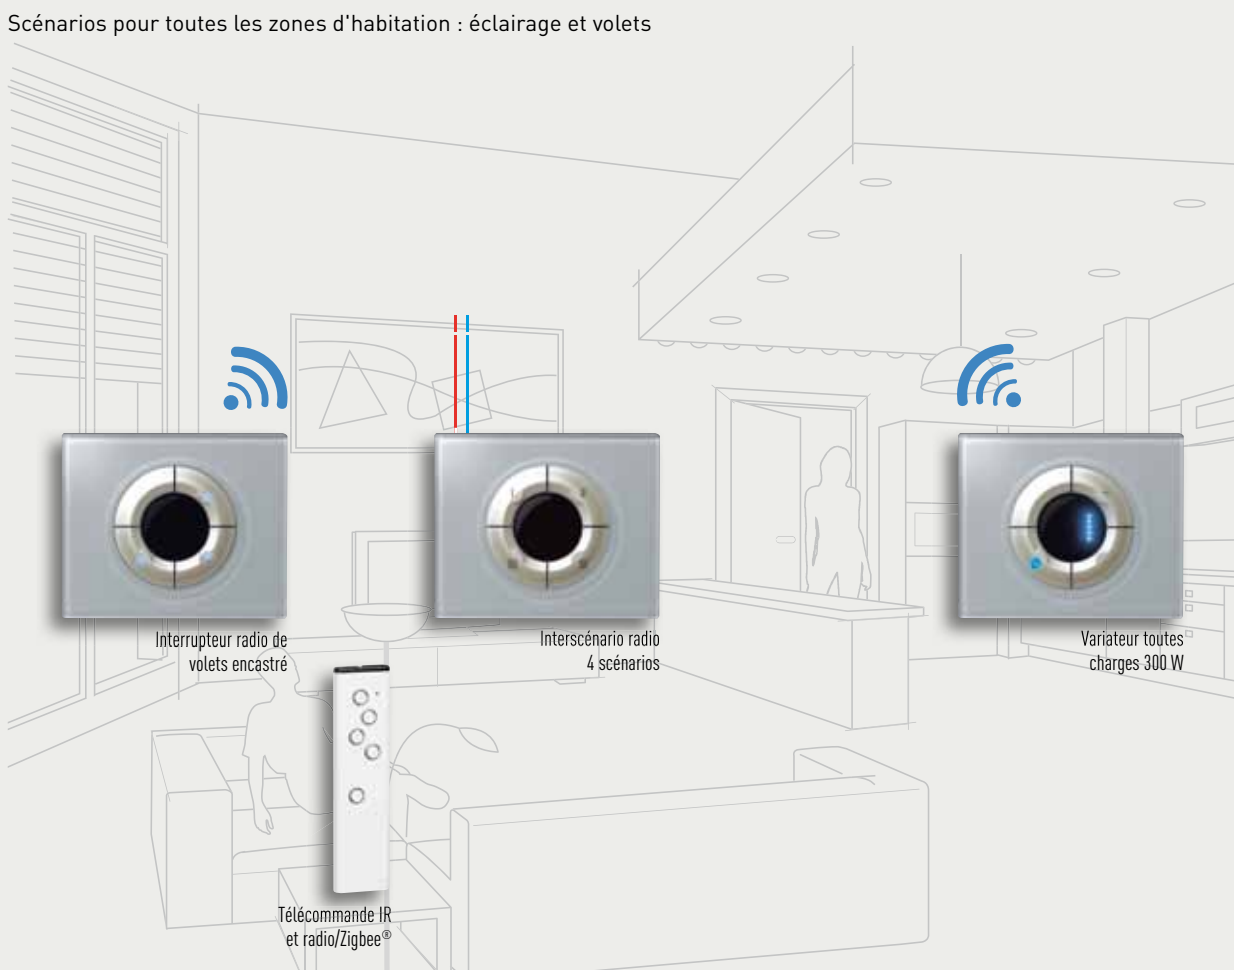 Scénarios pour toutes les zones d'habitation : éclairage et volets
Interrupteur radio de
volets encastré
Interscénario radio
4 scénarios
Variateur toutes
charges 300 W
Télécommande IR
et radio/Zigbee®